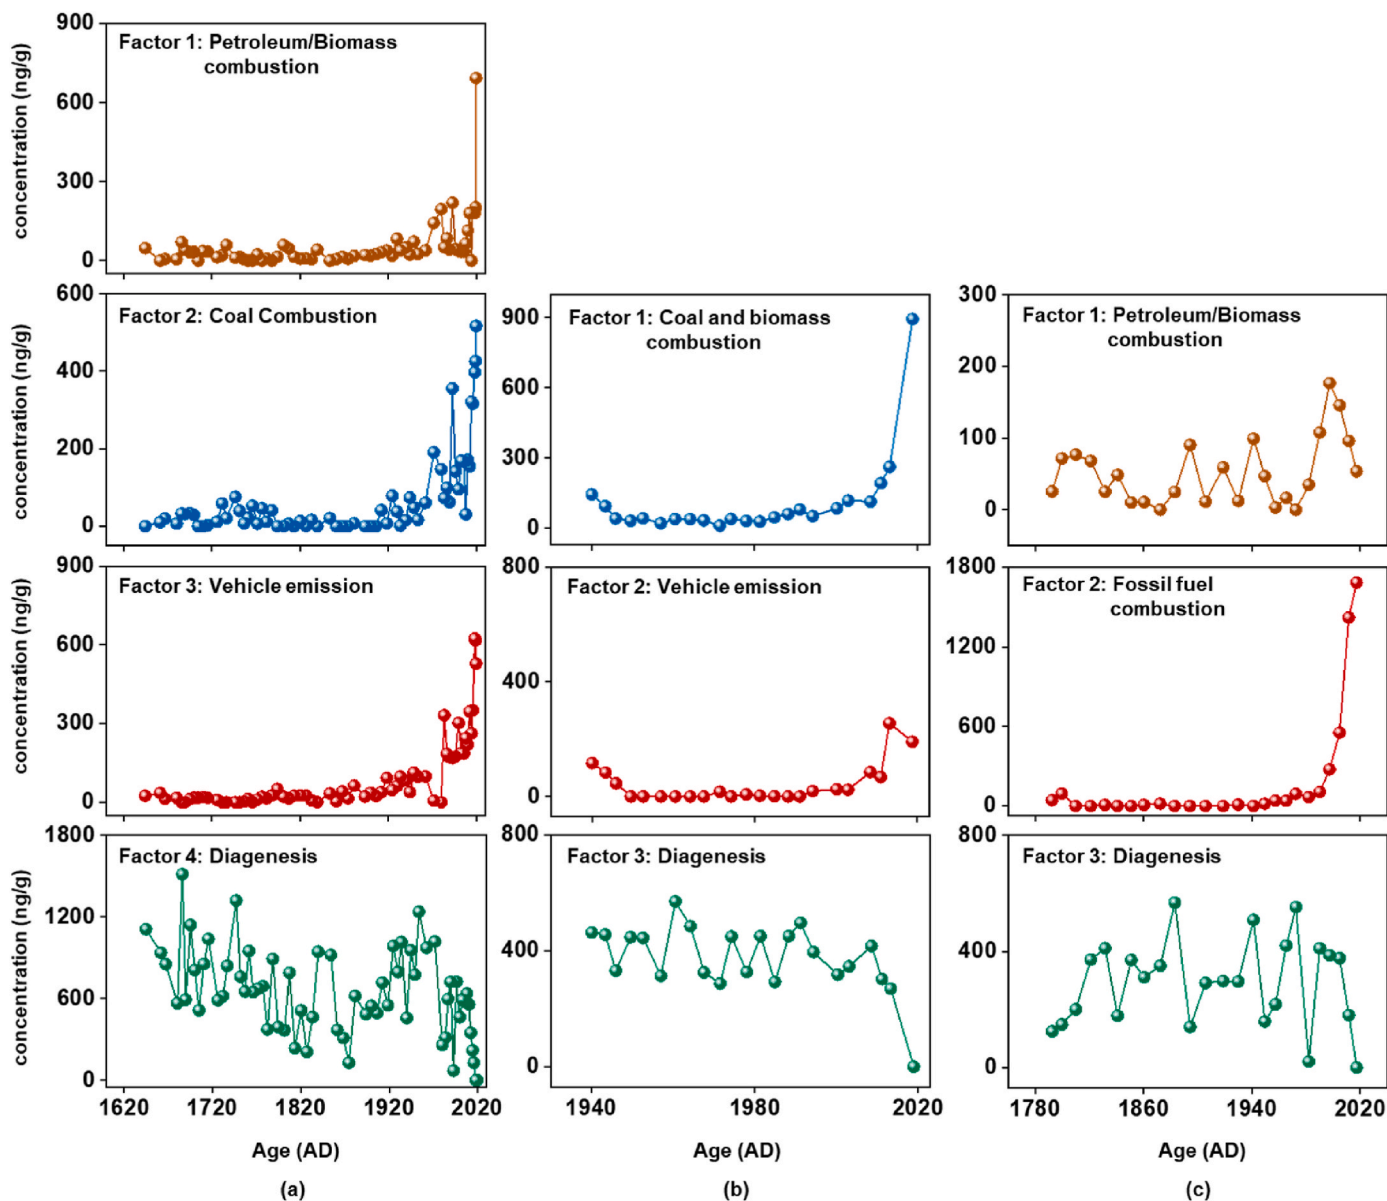 900
600
300
0
concentration (ng/g)
Factor 1: Petroleum/Biomass
combustion
600
400
200
0
concentration (ng/g)
Factor 2: Coal Combustion
900
600
300
0
Factor 1: Coal and biomass
combustion
300
200
100
0
Factor 1: Petroleum/Biomass
combustion
900
600
300
0
concentration (ng/g)
Factor 3: Vehicle emission
800
400
0
Factor 2: Vehicle emission
1800
1200
600
0
Factor 2: Fossil fuel
combustion
1800
1200
600
0
concentration (ng/g)
Factor 4: Diagenesis
800
400
0
Factor 3: Diagenesis
800
400
0
Factor 3: Diagenesis
1620 1720 1820 1920 2020
1940 1980 2020
1780 1860 1940 2020
Age (AD)
Age (AD)
Age (AD)
(a)
(b)
(c)